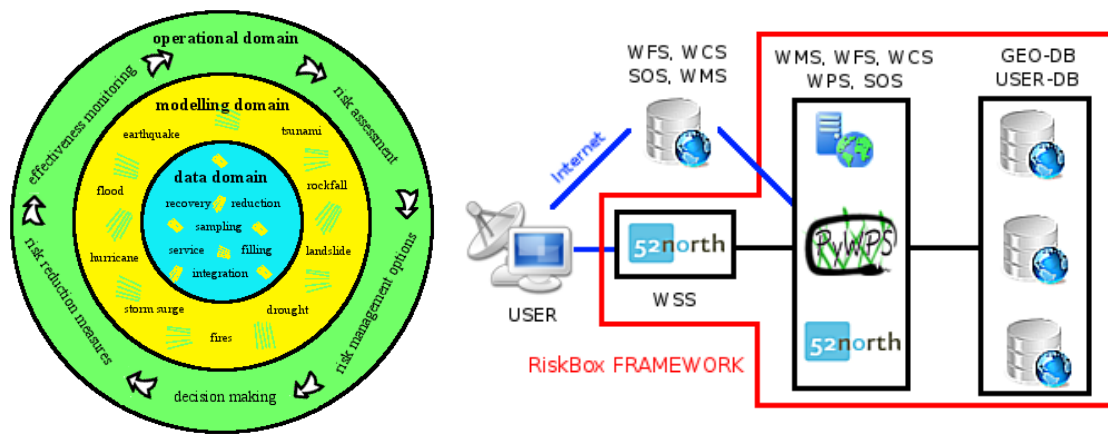 operational domain
risk assessment
risk management options
decision making
risk reduction measures
effectiveness monitoring
modelling domain
earthquake
tsunami
flood
rockfall
hurricane
landslide
storm surge
drought
fires
data domain
recovery
reduction
sampling
service
filling
integration
WFS, WCS
SOS, WMS
Internet
USER
52north
WSS
RiskBox FRAMEWORK
WMS, WFS, WCS
WPS, SOS
PyWPS
52north
GEO-DB
USER-DB